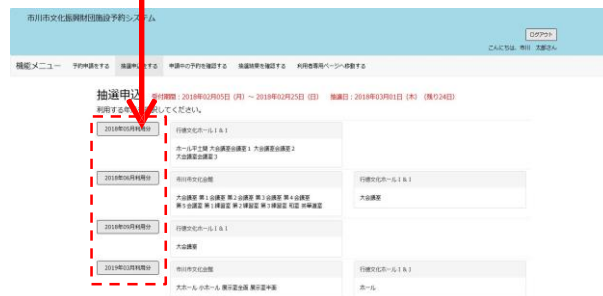 市川市文化振興財団施設予約システム
ログアウト
こんにちは 市川 太郎さん
機能メニュー 予約申請をする 抽選申込をする 申請中の予約を確認する 抽選結果を確認する 利用者専用ページへ移動する
抽選申込 受付期間：2018年02月05日（月）～ 2018年02月25日（日） 抽選日：2018年03月01日（木）（残り24日）
利用する年 してください。
2018年05月利用分 行徳文化ホールI＆I
ホール平土間 大会議室会議室1 大会議室会議室2
大会議室会議室3
2018年06月利用分 市川市文化会館 行徳文化ホールI＆I
大会議室 第1会議室 第2会議室 第3会議室 第4会議室 大会議室
第5会議室 第1練習室 第2練習室 第3練習室 和室
2018年09月利用分 行徳文化ホールI＆I
大会議室
2019年03月利用分 市川市文化会館 行徳文化ホールI＆I
大ホール 小ホール 展示室全面 展示室半面 ホール